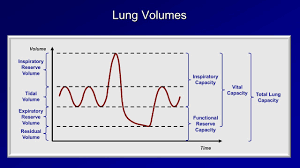 Lung Volumes
Volume
Inspiratory
Reserve
Volume
Tidal
Volume
Expiratory
Reserve
Volume
Residual
Volume
Inspiratory
Capacity
Functional
Reserve
Capacity
Vital
Capacity
Total Lung
Capacity
Time